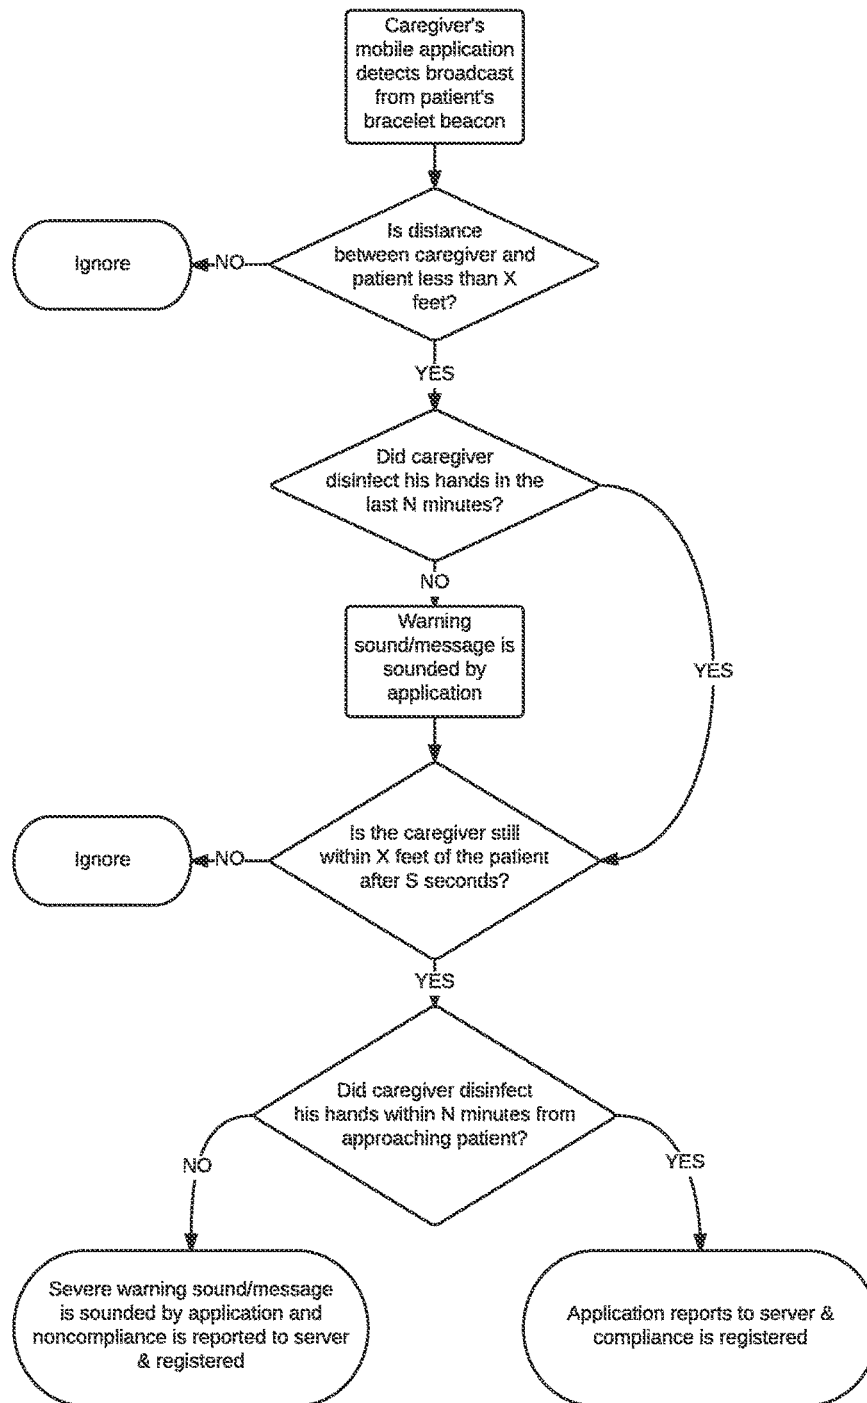 Caregiver's
mobile application
detects broadcast
from patient's
bracelet beacon
Is distance
between caregiver and
patient less than X
feet?
NO
Ignore
YES
Did caregiver
disinfect his hands in the
last N minutes?
NO
YES
Warning
sound/message is
sounded by
application
Is the caregiver still
within X feet of the patient
after S seconds?
NO
Ignore
YES
Did caregiver disinfect
his hands within N minutes from
approaching patient?
NO
YES
Severe warning sound/message
is sounded by application and
noncompliance is reported to server
& registered
Application reports to server &
compliance is registered